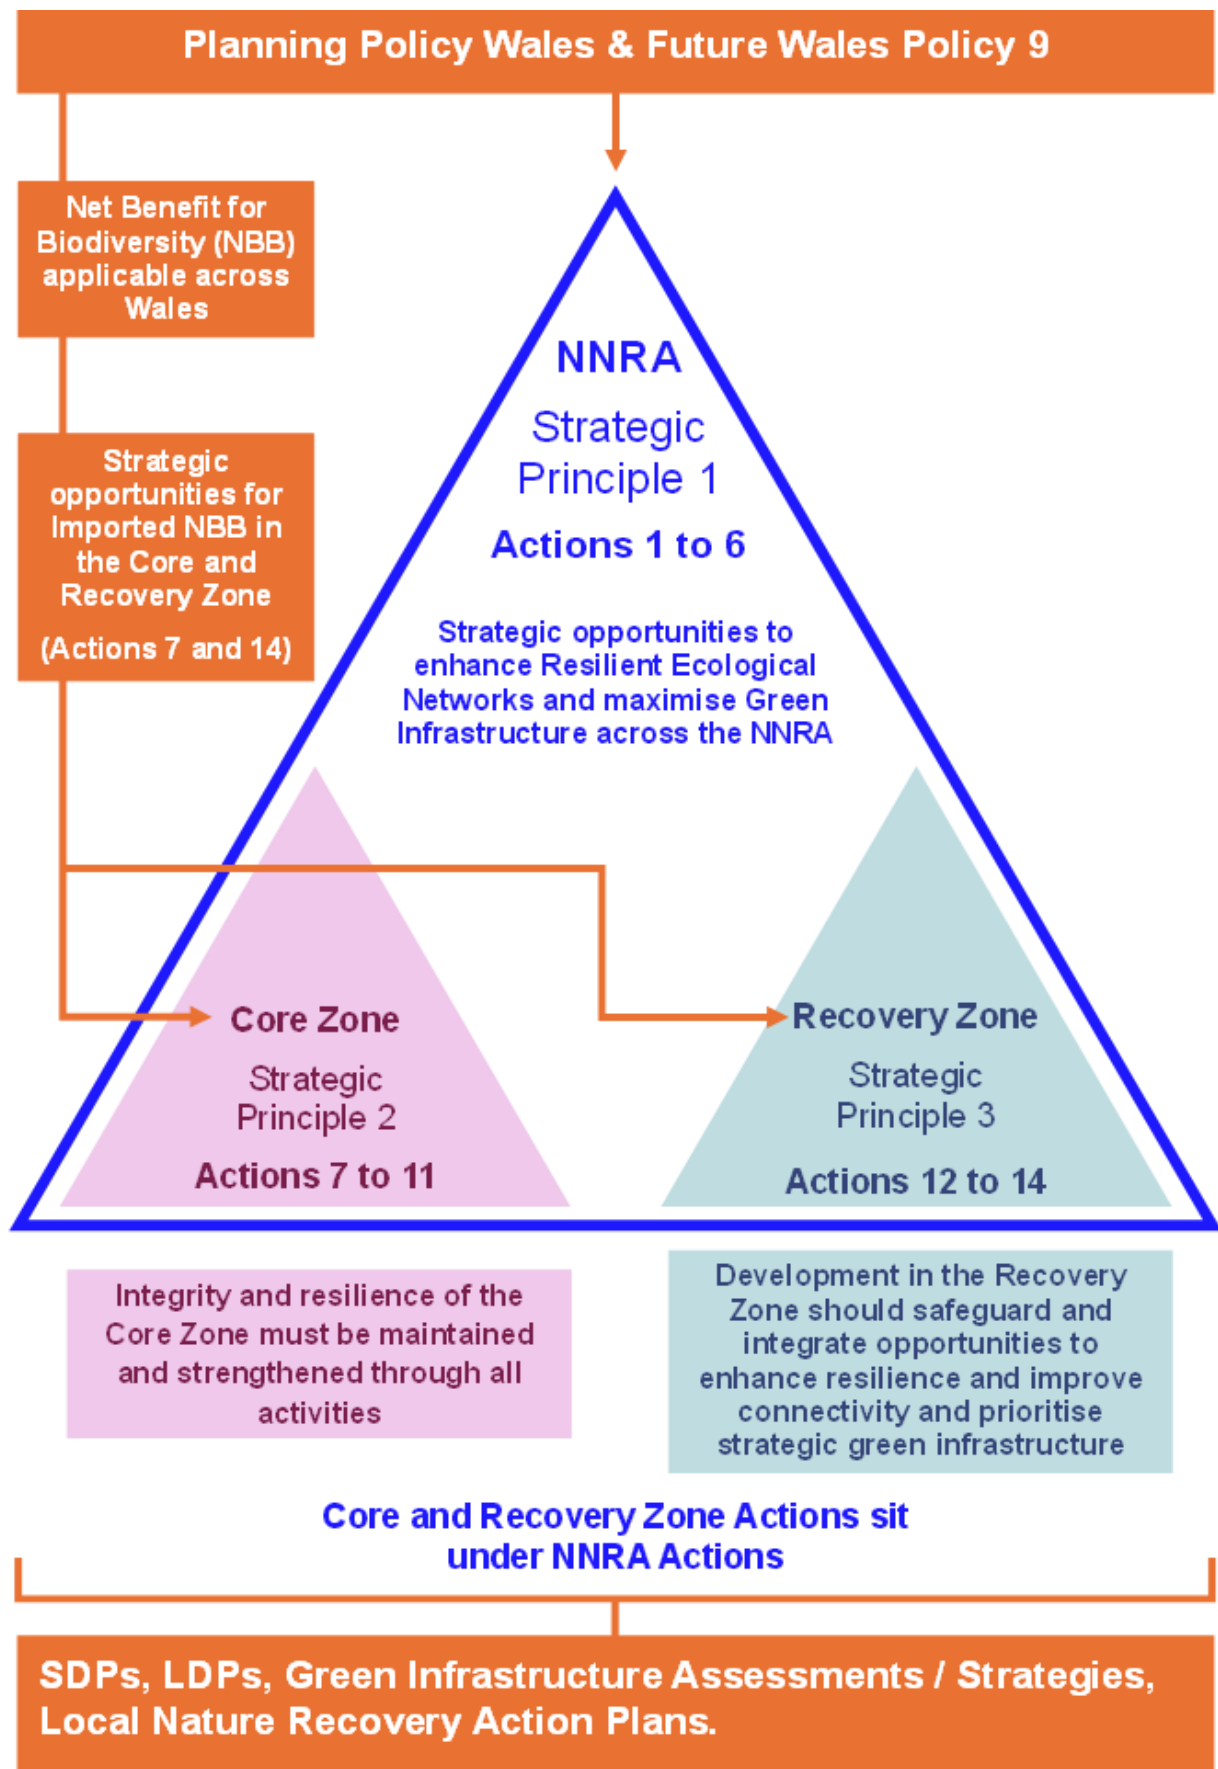 Planning Policy Wales & Future Wales Policy 9
Net Benefit for
Biodiversity (NBB)
applicable across
Wales
Strategic
opportunities for
Imported NBB in
the Core and
Recovery Zone
(Actions 7 and 14)
NNRA
Strategic
Principle 1
Actions 1 to 6
Strategic opportunities to
enhance Resilient Ecological
Networks and maximise Green
Infrastructure across the NNRA
Core Zone
Strategic
Principle 2
Actions 7 to 11
Recovery Zone
Strategic
Principle 3
Actions 12 to 14
Integrity and resilience of the
Core Zone must be maintained
and strengthened through all
activities
Development in the Recovery
Zone should safeguard and
integrate opportunities to
enhance resilience and improve
connectivity and prioritise
strategic green infrastructure
Core and Recovery Zone Actions sit
under NNRA Actions
SDPs, LDPs, Green Infrastructure Assessments / Strategies,
Local Nature Recovery Action Plans.